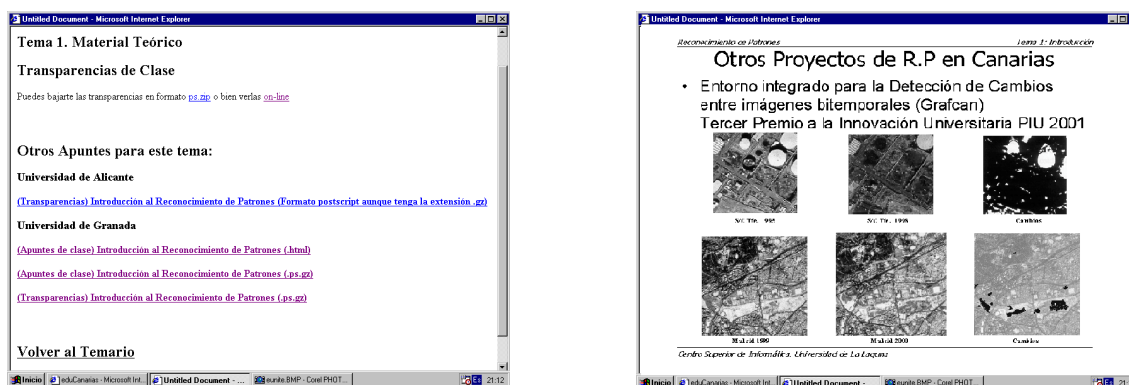 Untitled Document - Microsoft Internet Explorer
Tema 1. Material Teórico
Transparencias de Clase
Puedes bajarte las transparencias en formato ps.zip o bien verlas on-line
Otros Apuntes para este tema:
Universidad de Alicante
(Transparencias) Introducción al Reconocimiento de Patrones (Formato postscript aunque tenga la extensión .gz)
Universidad de Granada
(Apuntes de clase) Introducción al Reconocimiento de Patrones (.html)
(Apuntes de clase) Introducción al Reconocimiento de Patrones (.ps.gz)
(Transparencias) Introducción al Reconocimiento de Patrones (.ps.gz)
Volver al Temario
Inicio eduCanarias - Microsoft Int... Untitled Document - ... eunite.BMP - Corel PHOT... Es 21:12
Untitled Document - Microsoft Internet Explorer
Reconocimiento de Patrones Tema 1: Introducción
Otros Proyectos de R.P en Canarias
• Entorno integrado para la Detección de Cambios
entre imágenes bitemporales (Grafcan)
Tercer Premio a la Innovación Universitaria PIU 2001
S/C Tfe. 1995 S/C Tfe. 1998 Cambios
Madrid 1999 Madrid 2000 Cambios
Centro Superior de Informática. Universidad de La Laguna
Inicio eduCanarias - Microsoft Int... Untitled Document - eunite.BMP - Corel PHOT... Es